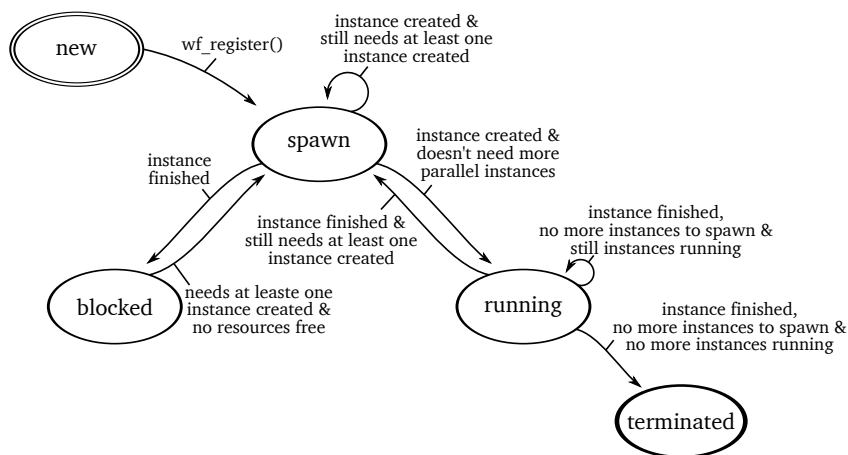 new
wf_register()
instance created &
still needs at least one
instance created
spawn
instance created &
doesn't need more
parallel instances
instance
finished
instance finished &
still needs at least one
instance created
instance finished,
no more instances to spawn &
still instances running
blocked
needs at leaste one
instance created &
no resources free
running
instance finished,
no more instances to spawn &
no more instances running
terminated